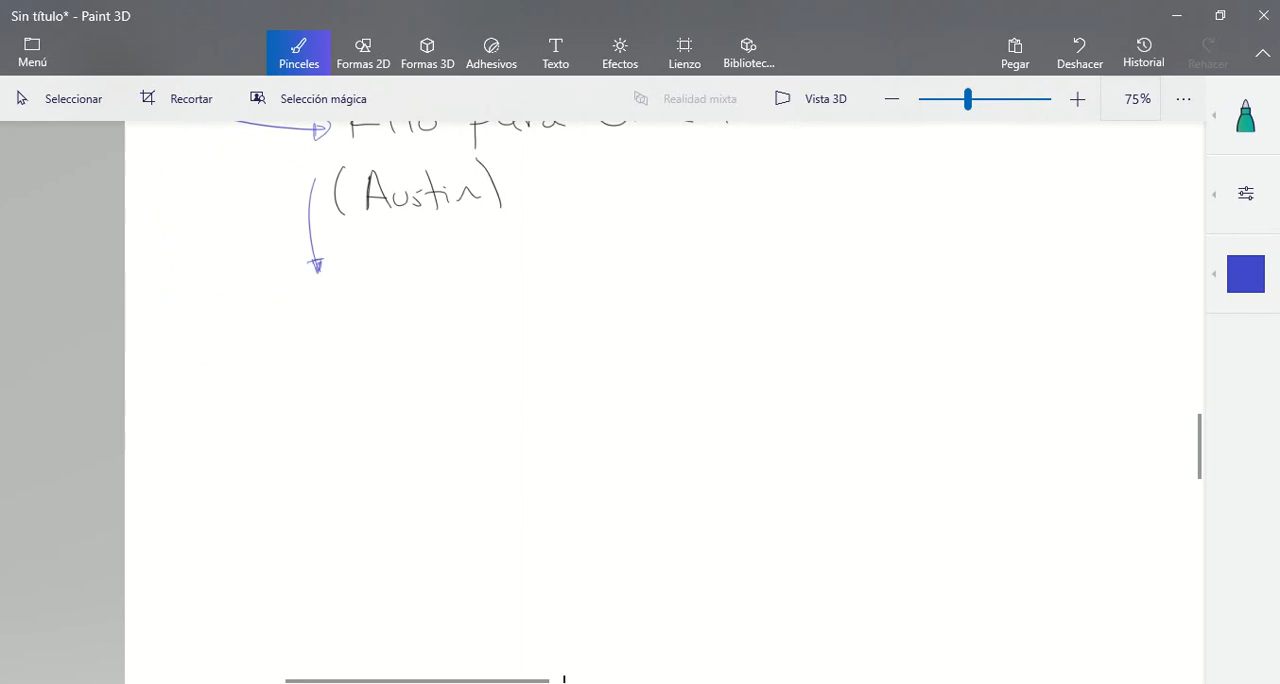 Sin título* - Paint 3D
Menú
Pinceles
Formas 2D
Formas 3D
Adhesivos
Texto
Efectos
Lienzo
Bibliotec...
Pegar
Deshacer
Historial
Rehacer
Seleccionar
Recortar
Selección mágica
Realidad mixta
Vista 3D
75%
para
(Austin)